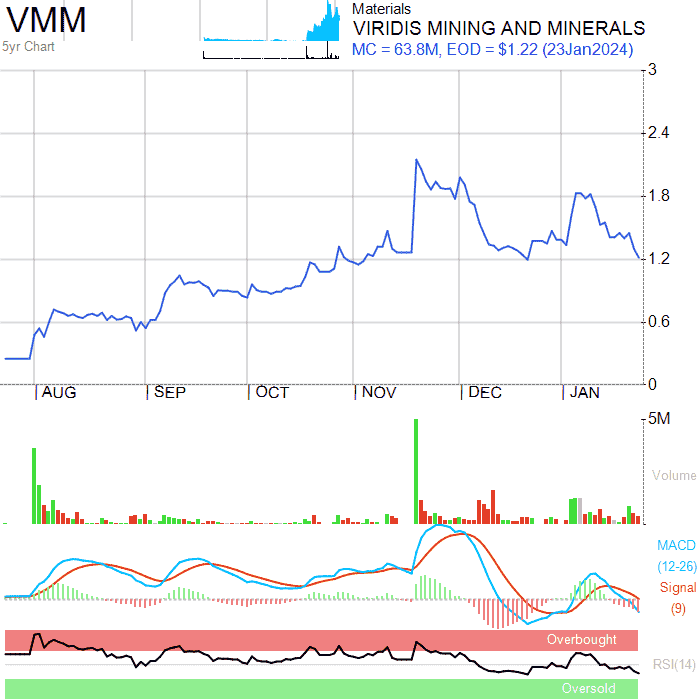 VMM
5yr Chart
Materials
VIRIDIS MINING AND MINERALS
MC = 63.8M, EOD = $1.22 (23Jan2024)
3
2.4
1.8
1.2
0.6
0
AUG SEP OCT NOV DEC JAN
5M
Volume
MACD
(12-26)
Signal
(9)
Overbought
RSI(14)
Oversold